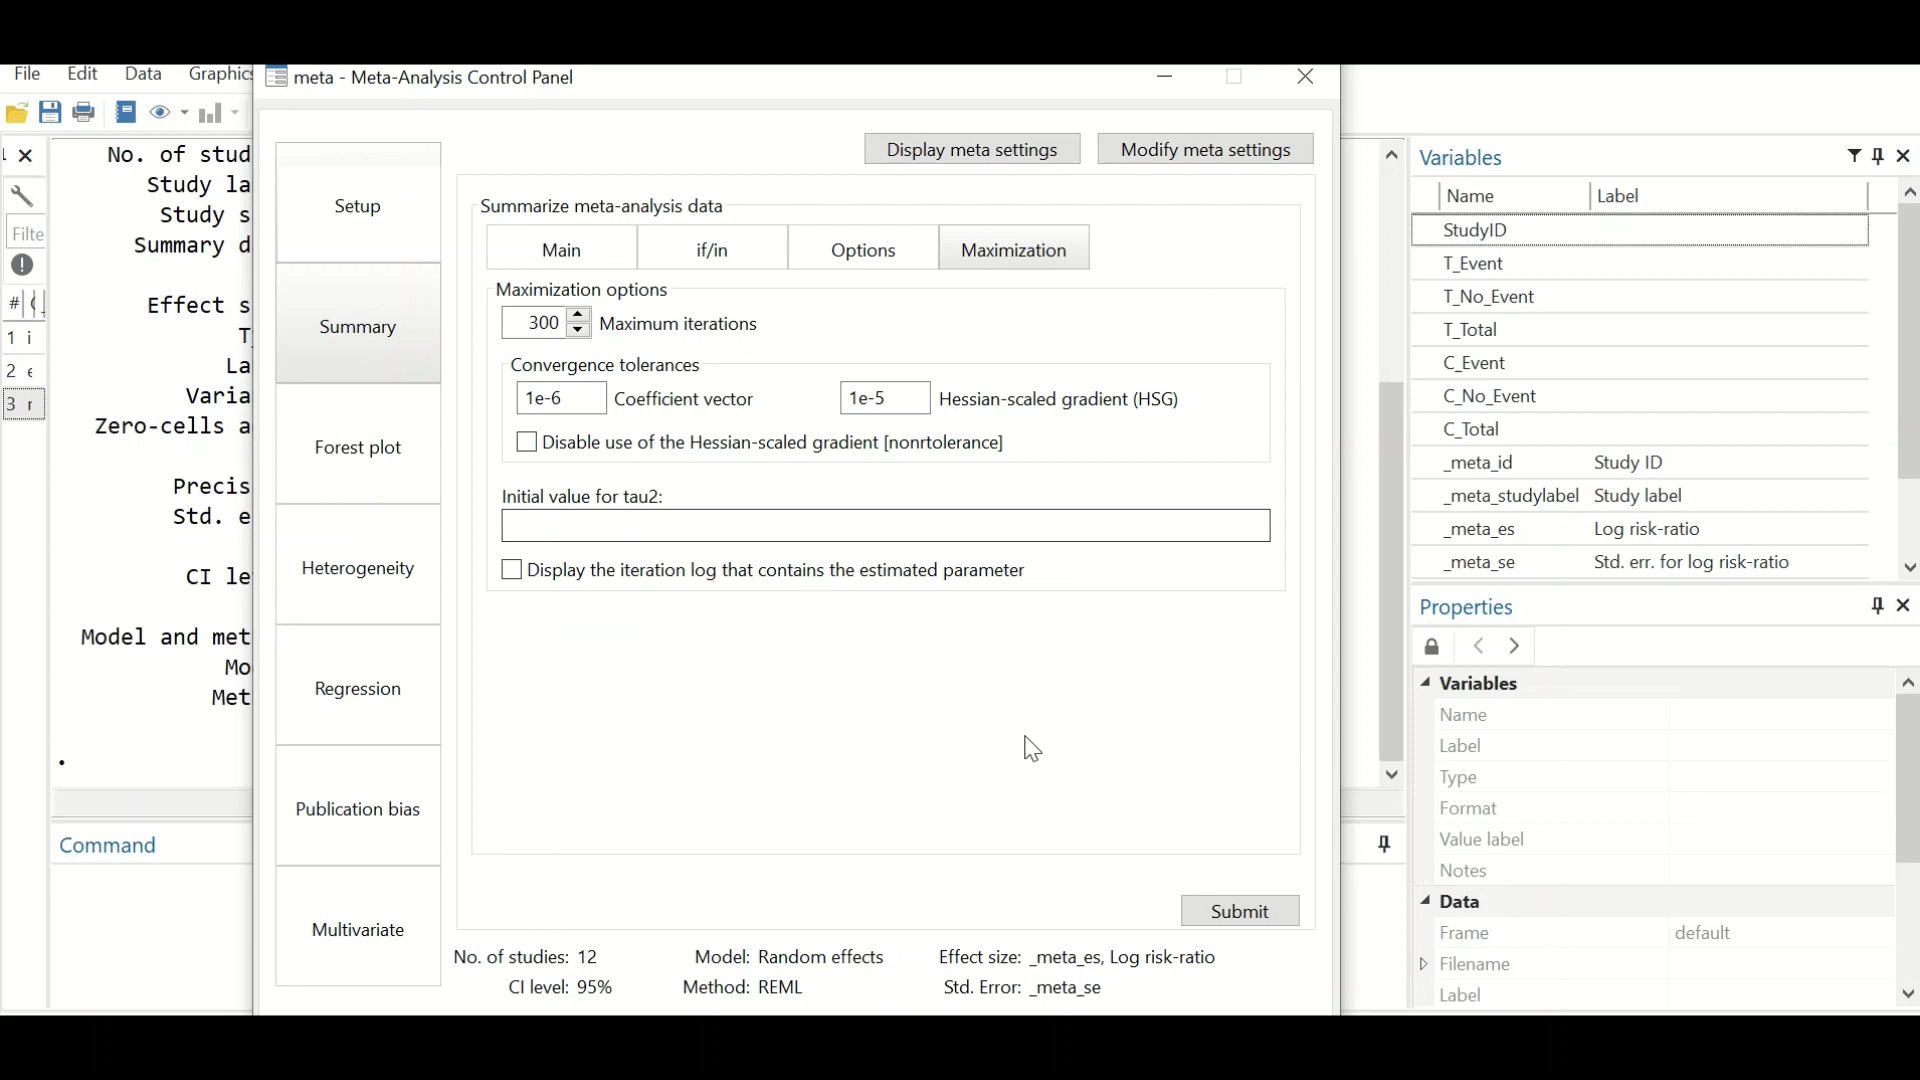 File Edit Data Graphics
meta - Meta-Analysis Control Panel
Display meta settings
Modify meta settings
Filte
#
1 i
2 e
3 r
No. of stud
Study la
Study s
Summary d
Effect s
Ty
La
Varia
Zero-cells a
Precis
Std. e
CI le
Model and met
Mo
Met
.
Command
Setup
Summary
Forest plot
Heterogeneity
Regression
Publication bias
Multivariate
Summarize meta-analysis data
Main if/in Options Maximization
Maximization options
300 Maximum iterations
Convergence tolerances
1e-6 Coefficient vector 1e-5 Hessian-scaled gradient (HSG)
Disable use of the Hessian-scaled gradient [nonrtolerance]
Initial value for tau2:
Display the iteration log that contains the estimated parameter
Submit
No. of studies: 12 Model: Random effects Effect size: _meta_es, Log risk-ratio
CI level: 95% Method: REML Std. Error: _meta_se
Variables
Name Label
StudyID
T_Event
T_No_Event
T_Total
C_Event
C_No_Event
C_Total
_meta_id Study ID
_meta_studylabel Study label
_meta_es Log risk-ratio
_meta_se Std. err. for log risk-ratio
Properties
Variables
Name
Label
Type
Format
Value label
Notes
Data
Frame default
Filename
Label